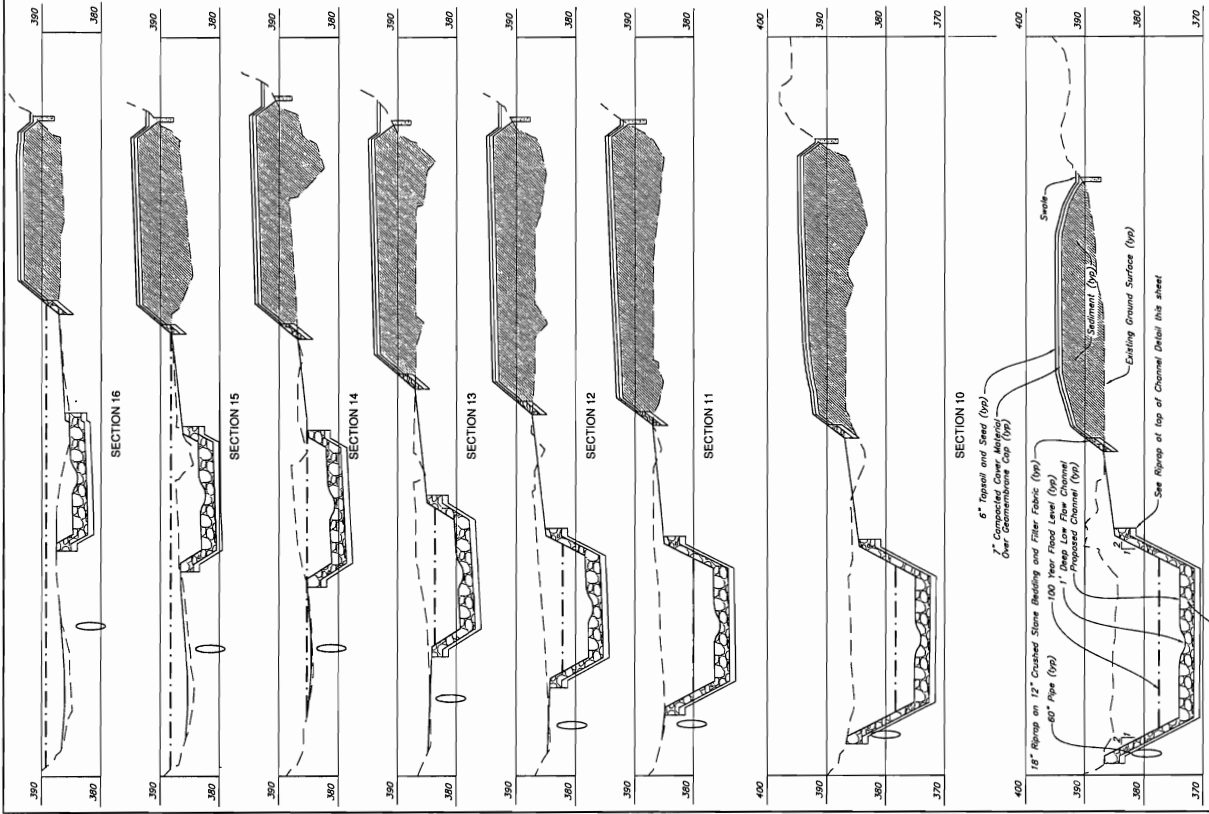 390
390
380
380
SECTION 16
390
390
380
380
SECTION 15
390
390
380
380
SECTION 14
390
390
380
380
SECTION 13
390
390
380
380
SECTION 12
390
390
380
380
SECTION 11
400
400
390
390
380
380
370
370
SECTION 10
6" Topsoil and Seed (typ)
7" Compacted Cover Material
Over Geomembrane Cap (typ)
18" Riprap on 12" Crushed Stone Bedding and Filter Fabric (typ)
100 Year Flood Level (typ)
1' Deep Low Flow Channel
Proposed Channel (typ)
60" Pipe (typ)
Swale
Sediment (typ)
Existing Ground Surface (typ)
See Riprap at top of Channel Detail this sheet
2
1
2
1
400
400
390
390
380
380
370
370